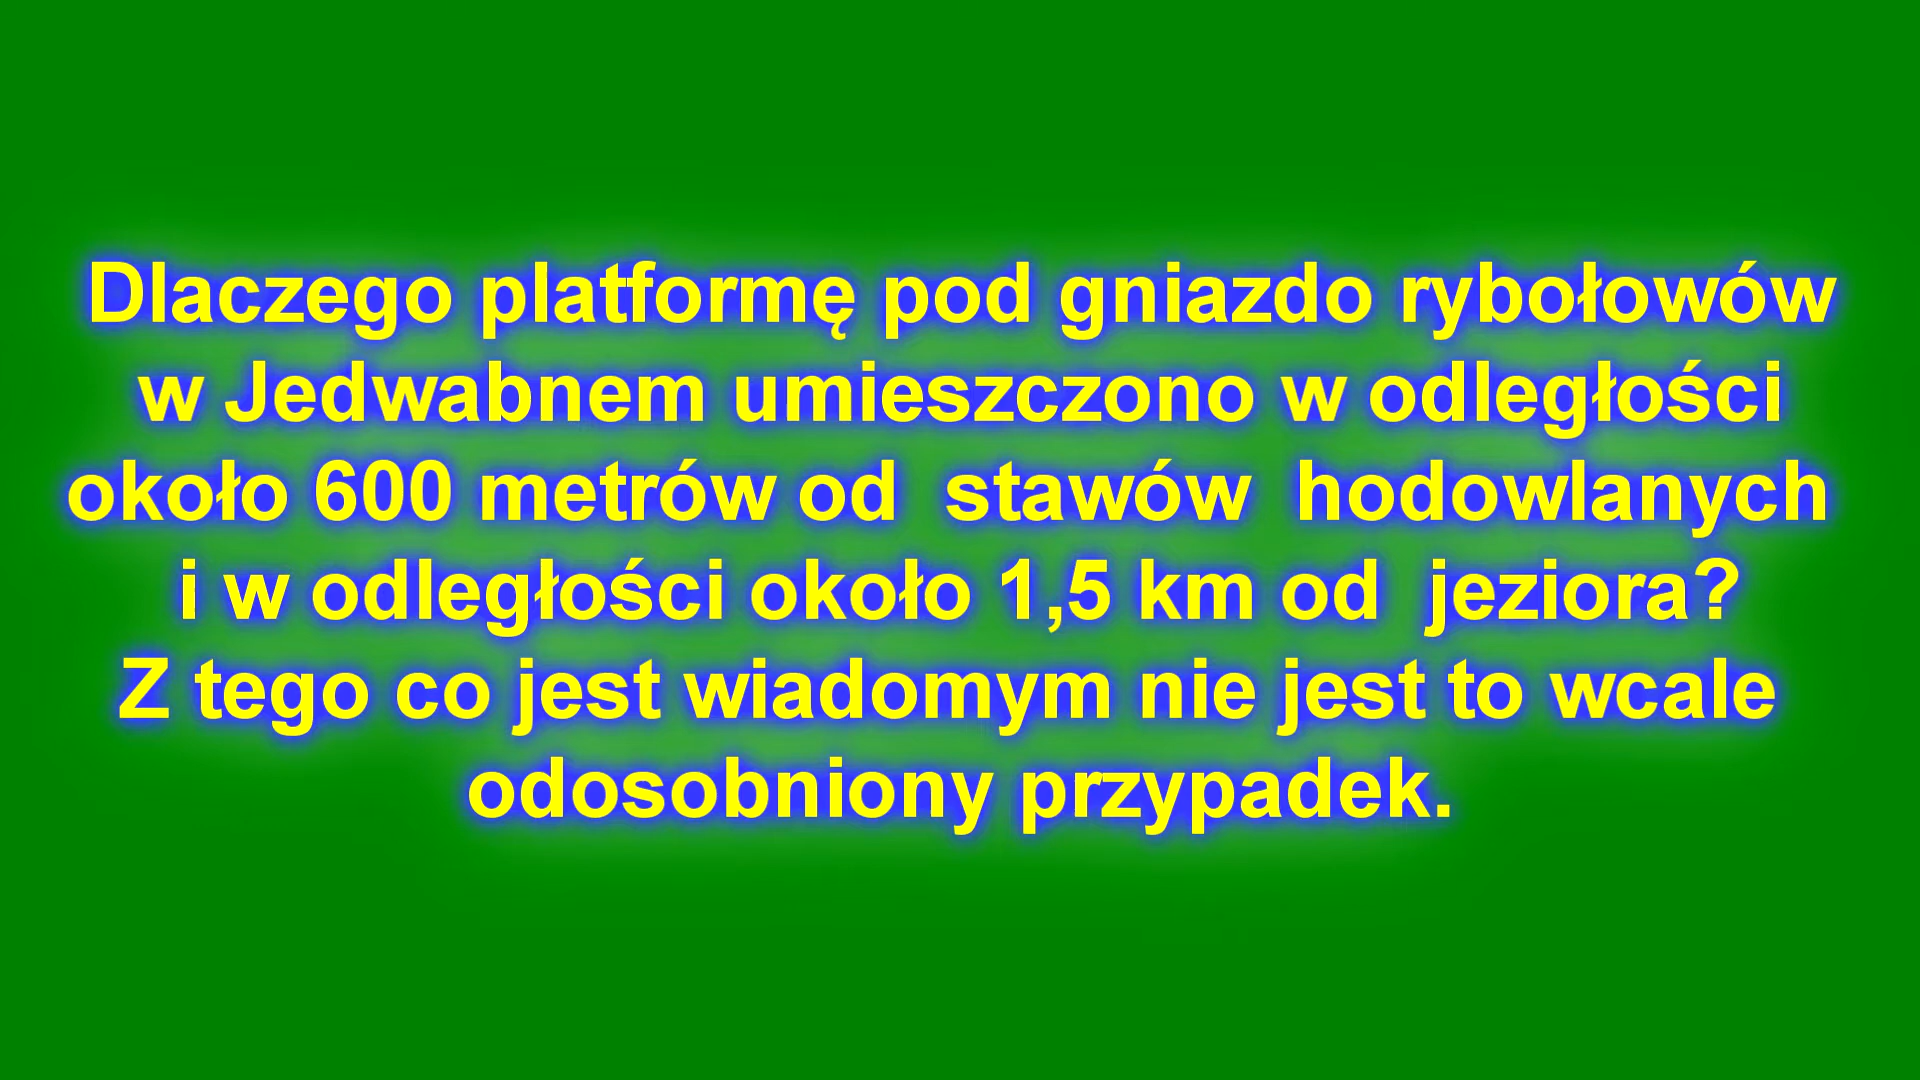 Dlaczego platformę pod gniazdo rybołowów
w Jedwabnem umieszczono w odległości
około 600 metrów od stawów hodowlanych
i w odległości około 1,5 km od jeziora?
Z tego co jest wiadomym nie jest to wcale
odosobniony przypadek.